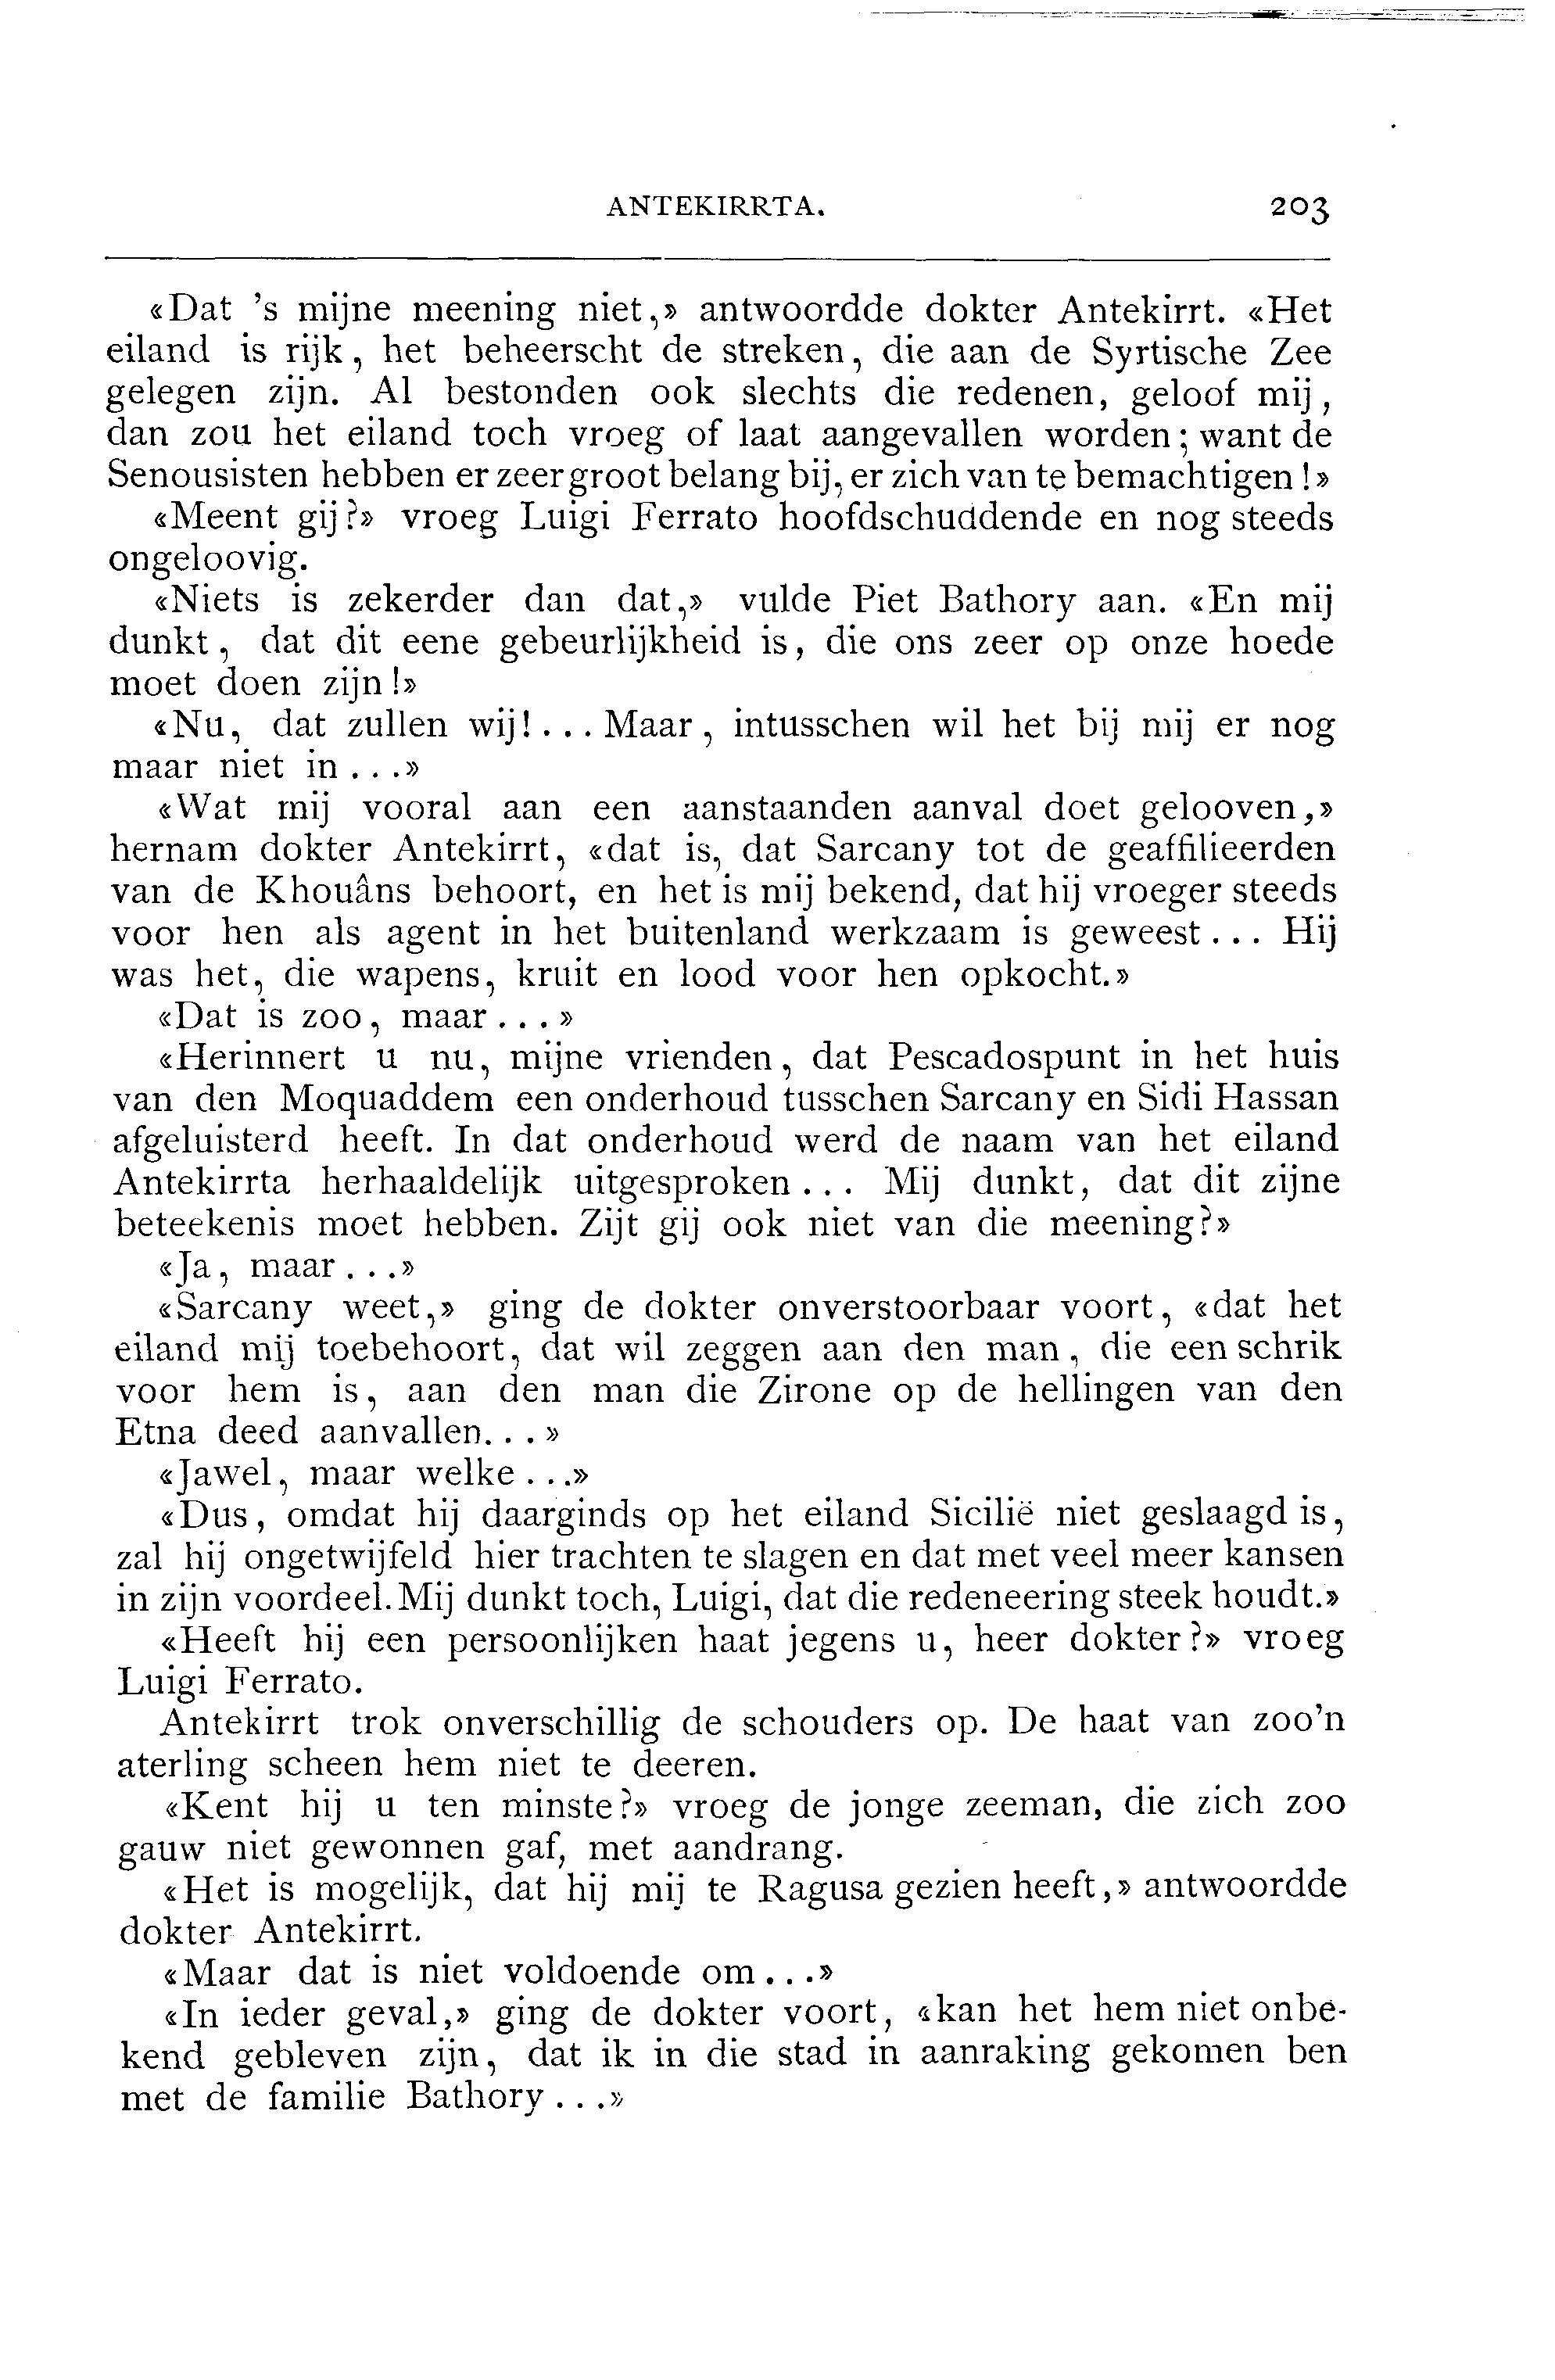 ANTEKIRRTA. 203
«Dat 's mijne meening niet,» antwoordde dokter Antekirrt. «Het
eiland is rijk, het beheerscht de streken, die aan de Syrtische Zee
gelegen zijn. Al bestonden ook slechts die redenen, geloof mij,
dan zou het eiland toch vroeg of laat aangevallen worden; want de
Senousisten hebben er zeer groot belang bij, er zich van te bemachtigen!»
«Meent gij?» vroeg Luigi Ferrato hoofdschuddende en nog steeds
ongeloovig.
«Niets is zekerder dan dat,» vulde Piet Bathory aan. «En mij
dunkt, dat dit eene gebeurlijkheid is, die ons zeer op onze hoede
moet doen zijn!»
«Nu, dat zullen wij!... Maar, intusschen wil het bij mij er nog
maar niet in...»
«Wat mij vooral aan een aanstaanden aanval doet gelooven,»
hernam dokter Antekirrt, «dat is, dat Sarcany tot de geaffilieerden
van de Khouâns behoort, en het is mij bekend, dat hij vroeger steeds
voor hen als agent in het buitenland werkzaam is geweest... Hij
was het, die wapens, kruit en lood voor hen opkocht.»
«Dat is zoo, maar...»
«Herinnert u nu, mijne vrienden, dat Pescadospunt in het huis
van den Moquaddem een onderhoud tusschen Sarcany en Sidi Hassan
afgeluisterd heeft. In dat onderhoud werd de naam van het eiland
Antekirrta herhaaldelijk uitgesproken... Mij dunkt, dat dit zijne
beteekenis moet hebben. Zijt gij ook niet van die meening?»
«Ja, maar...»
«Sarcany weet,» ging de dokter onverstoorbaar voort, «dat het
eiland mij toebehoort, dat wil zeggen aan den man, die een schrik
voor hem is, aan den man die Zirone op de hellingen van den
Etna deed aanvallen...»
«Jawel, maar welke...»
«Dus, omdat hij daarginds op het eiland Sicilië niet geslaagd is,
zal hij ongetwijfeld hier trachten te slagen en dat met veel meer kansen
in zijn voordeel. Mij dunkt toch, Luigi, dat die redeneering steek houdt.»
«Heeft hij een persoonlijken haat jegens u, heer dokter?» vroeg
Luigi Ferrato.
Antekirrt trok onverschillig de schouders op. De haat van zoo'n
aterling scheen hem niet te deeren.
«Kent hij u ten minste?» vroeg de jonge zeeman, die zich zoo
gauw niet gewonnen gaf, met aandrang.
«Het is mogelijk, dat hij mij te Ragusa gezien heeft,» antwoordde
dokter Antekirrt.
«Maar dat is niet voldoende om...»
«In ieder geval,» ging de dokter voort, «kan het hem niet onbe-
kend gebleven zijn, dat ik in die stad in aanraking gekomen ben
met de familie Bathory...»